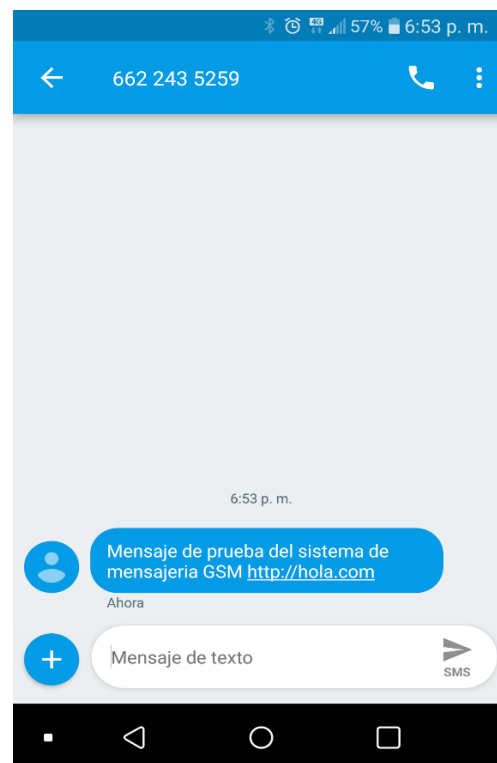 4G 57% 6:53 p. m.
662 243 5259
6:53 p. m.
Mensaje de prueba del sistema de
mensajeria GSM http://hola.com
Ahora
Mensaje de texto
SMS